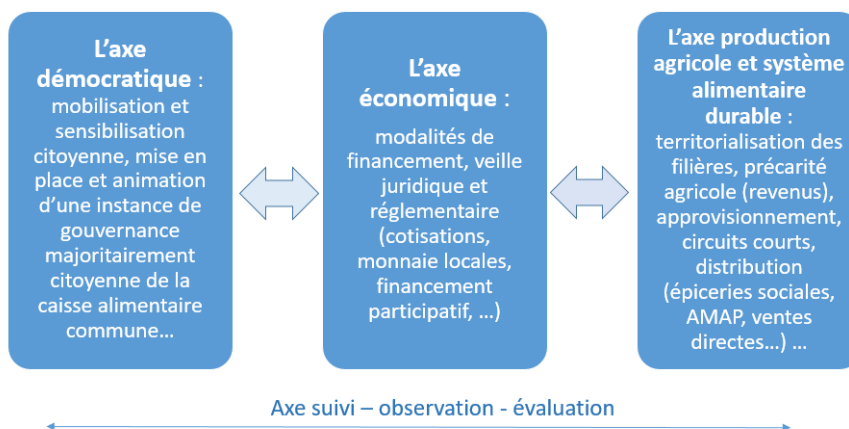 L'axe
démocratique :
mobilisation et
sensibilisation
citoyenne, mise en
place et animation
d'une instance de
gouvernance
majoritairement
citoyenne de la
caisse alimentaire
commune…
L'axe
économique :
modalités de
financement, veille
juridique et
réglementaire
(cotisations,
monnaie locales,
financement
participatif, …)
L'axe production
agricole et système
alimentaire
durable :
territorialisation des
filières, précarité
agricole (revenus),
approvisionnement,
circuits courts,
distribution
(épiceries sociales,
AMAP, ventes
directes…) …
Axe suivi – observation - évaluation